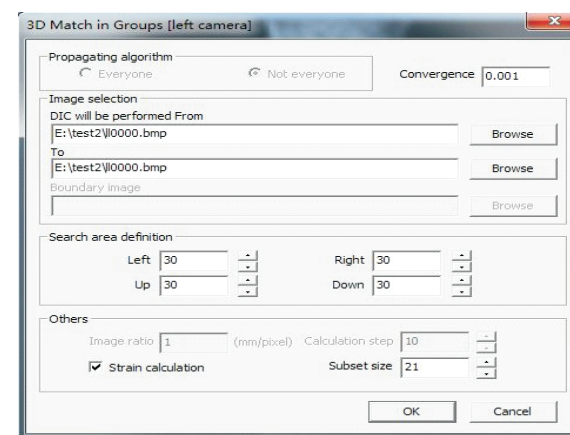 3D Match in Groups [left camera]
Propagating algorithm
Everyone Not everyone Convergence 0.001
Image selection
DIC will be performed From
E:\test2\ll0000.bmp Browse
To
E:\test2\ll0000.bmp Browse
Boundary image
Browse
Search area definition
Left 30 Right 30
Up 30 Down 30
Others
Image ratio 1 (mm/pixel) Calculation step 10
Strain calculation Subset size 21
OK Cancel